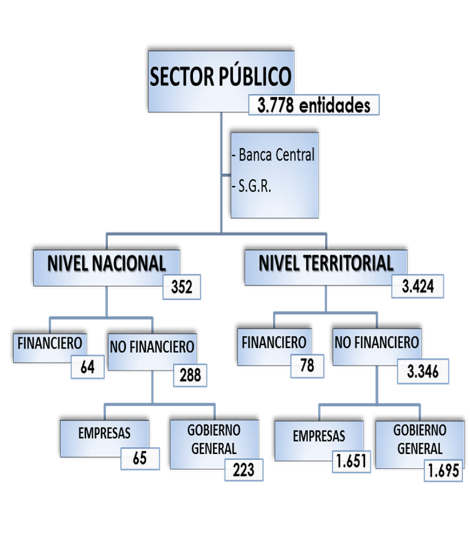 SECTOR PÚBLICO
3.778 entidades
- Banca Central
- S.G.R.
NIVEL NACIONAL
352
NIVEL TERRITORIAL
3.424
FINANCIERO
64
NO FINANCIERO
288
FINANCIERO
78
NO FINANCIERO
3.346
EMPRESAS
65
GOBIERNO
GENERAL
223
EMPRESAS
1.651
GOBIERNO
GENERAL
1.695